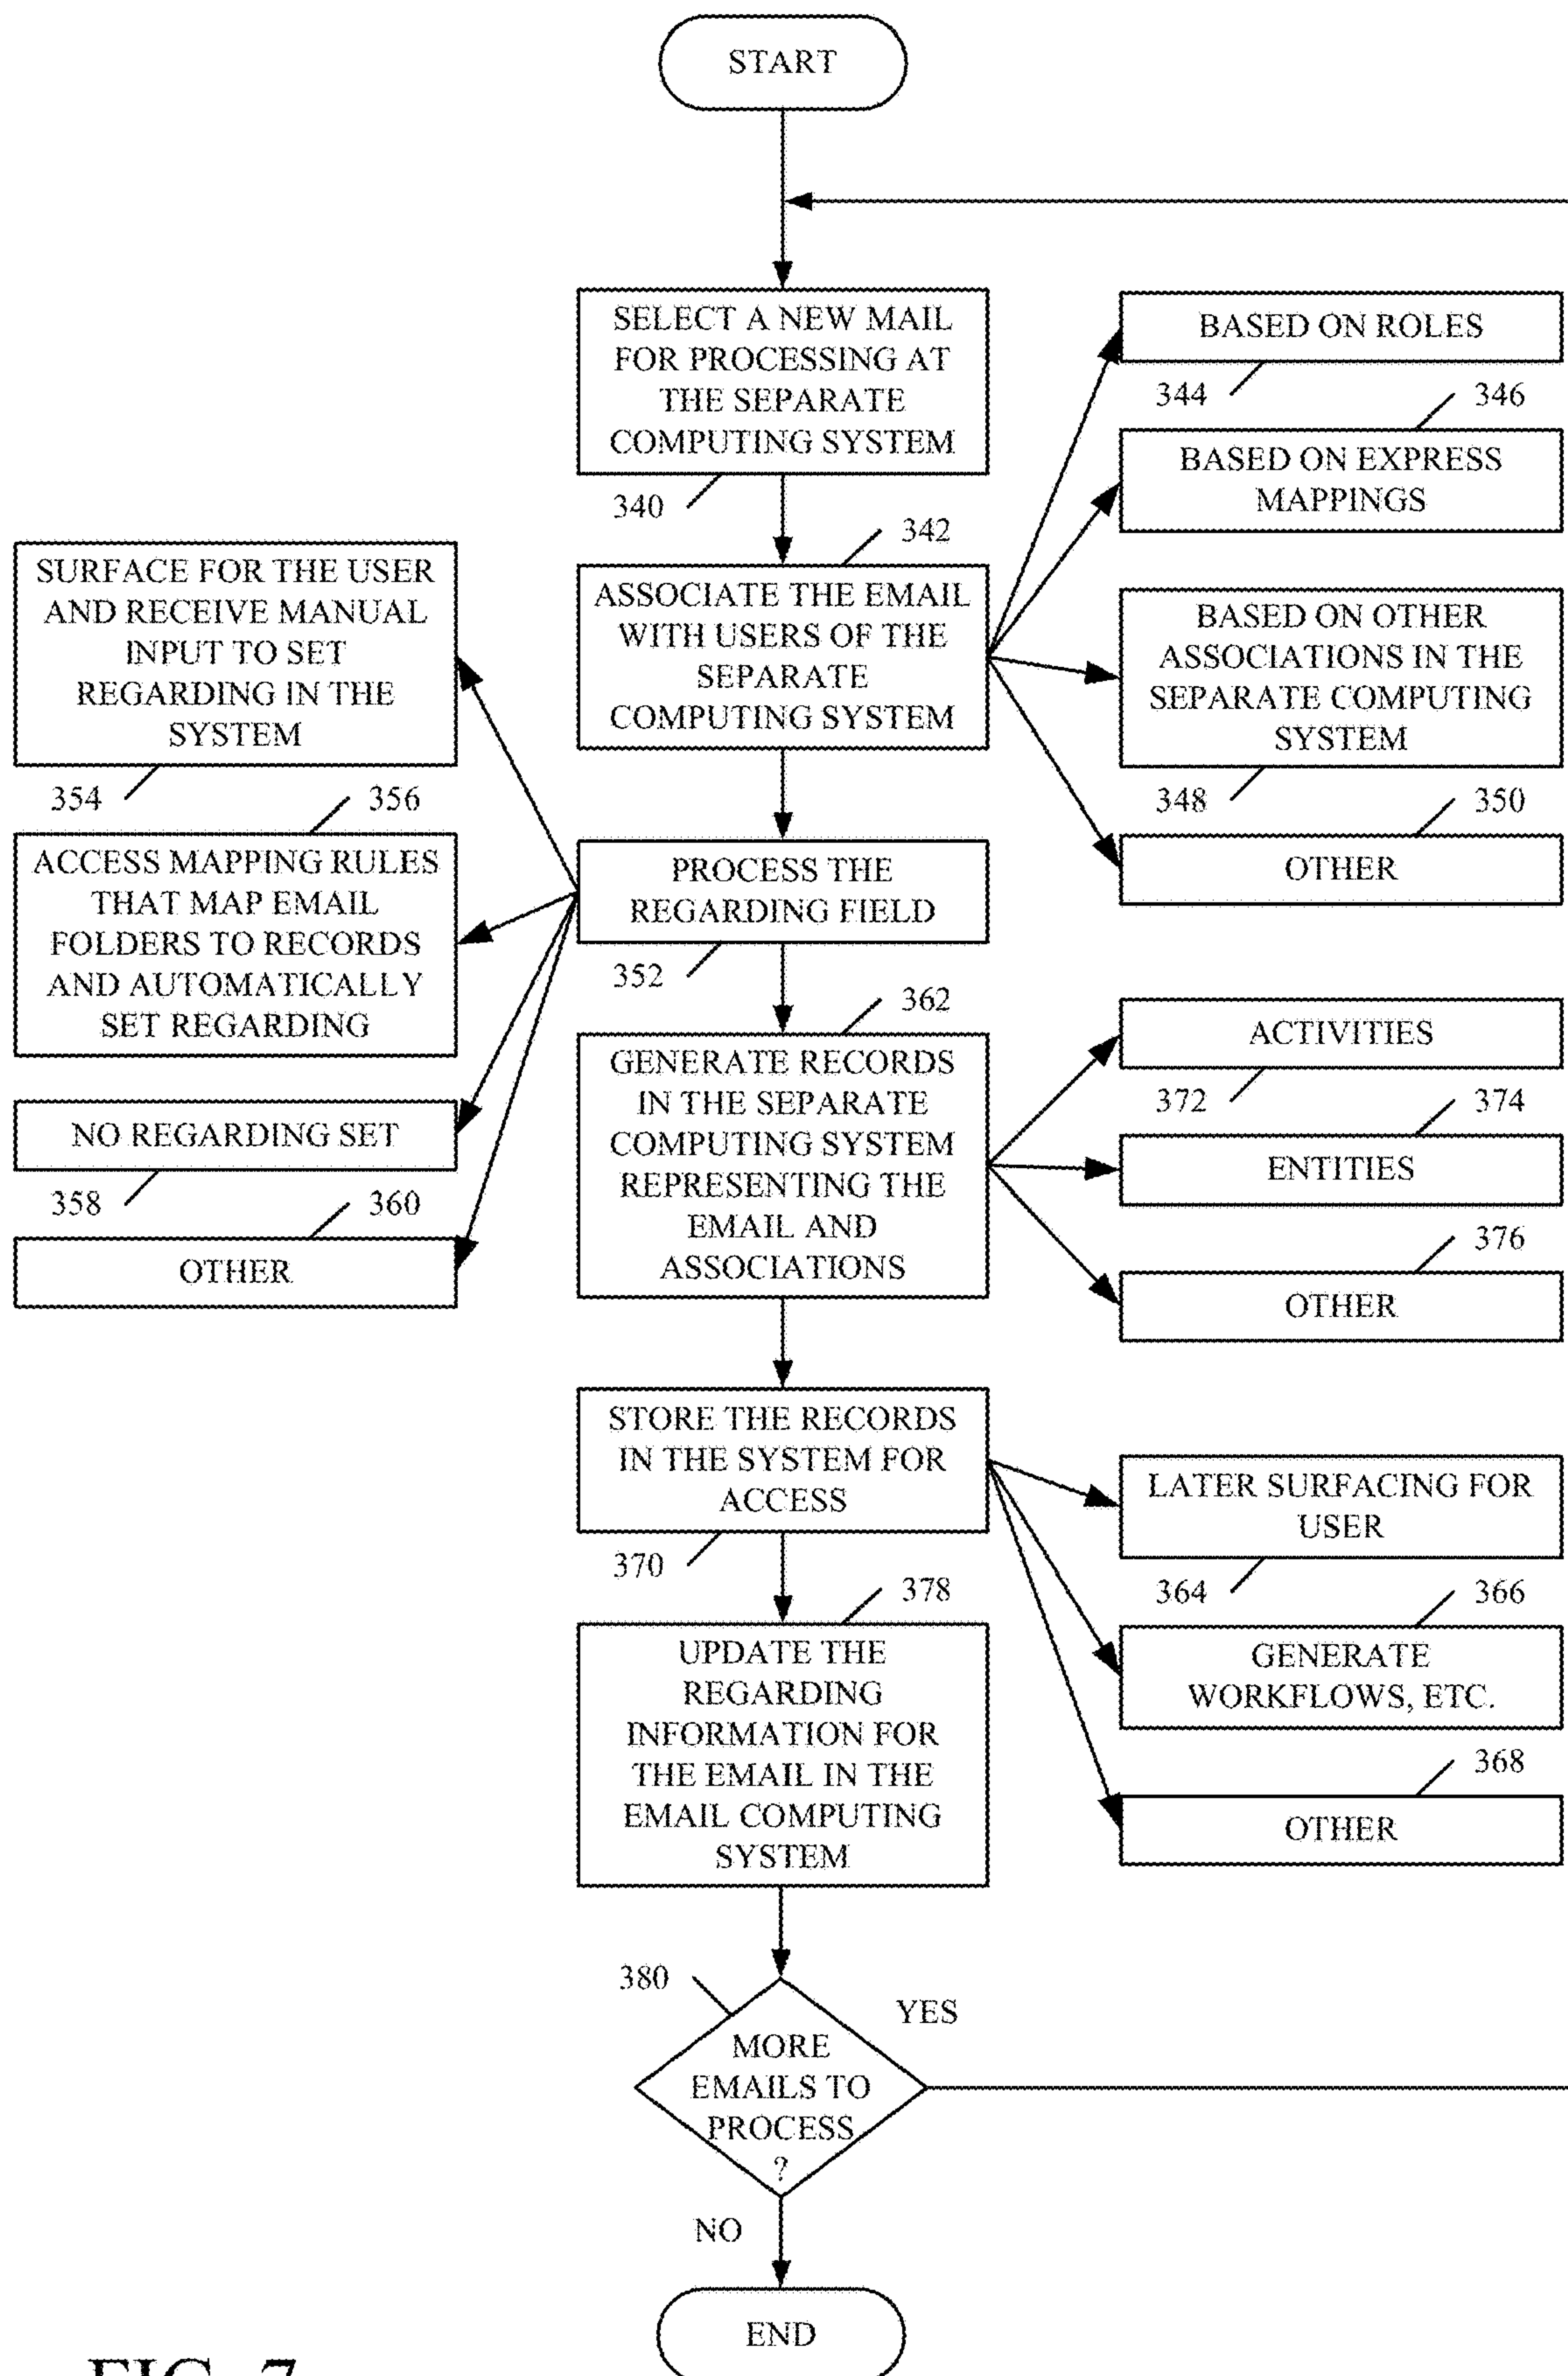 START
SELECT A NEW MAIL
FOR PROCESSING AT
THE SEPARATE
COMPUTING SYSTEM
340
BASED ON ROLES
344
346
BASED ON EXPRESS
MAPPINGS
342
ASSOCIATE THE EMAIL
WITH USERS OF THE
SEPARATE
COMPUTING SYSTEM
BASED ON OTHER
ASSOCIATIONS IN THE
SEPARATE COMPUTING
SYSTEM
348
350
OTHER
SURFACE FOR THE USER
AND RECEIVE MANUAL
INPUT TO SET
REGARDING IN THE
SYSTEM
354
356
ACCESS MAPPING RULES
THAT MAP EMAIL
FOLDERS TO RECORDS
AND AUTOMATICALLY
SET REGARDING
PROCESS THE
REGARDING FIELD
352
NO REGARDING SET
358
360
OTHER
362
GENERATE RECORDS
IN THE SEPARATE
COMPUTING SYSTEM
REPRESENTING THE
EMAIL AND
ASSOCIATIONS
ACTIVITIES
372
374
ENTITIES
376
OTHER
STORE THE RECORDS
IN THE SYSTEM FOR
ACCESS
370
LATER SURFACING FOR
USER
364
366
GENERATE
WORKFLOWS, ETC.
368
OTHER
378
UPDATE THE
REGARDING
INFORMATION FOR
THE EMAIL IN THE
EMAIL COMPUTING
SYSTEM
380
YES
MORE
EMAILS TO
PROCESS
?
NO
END
FIG. 7